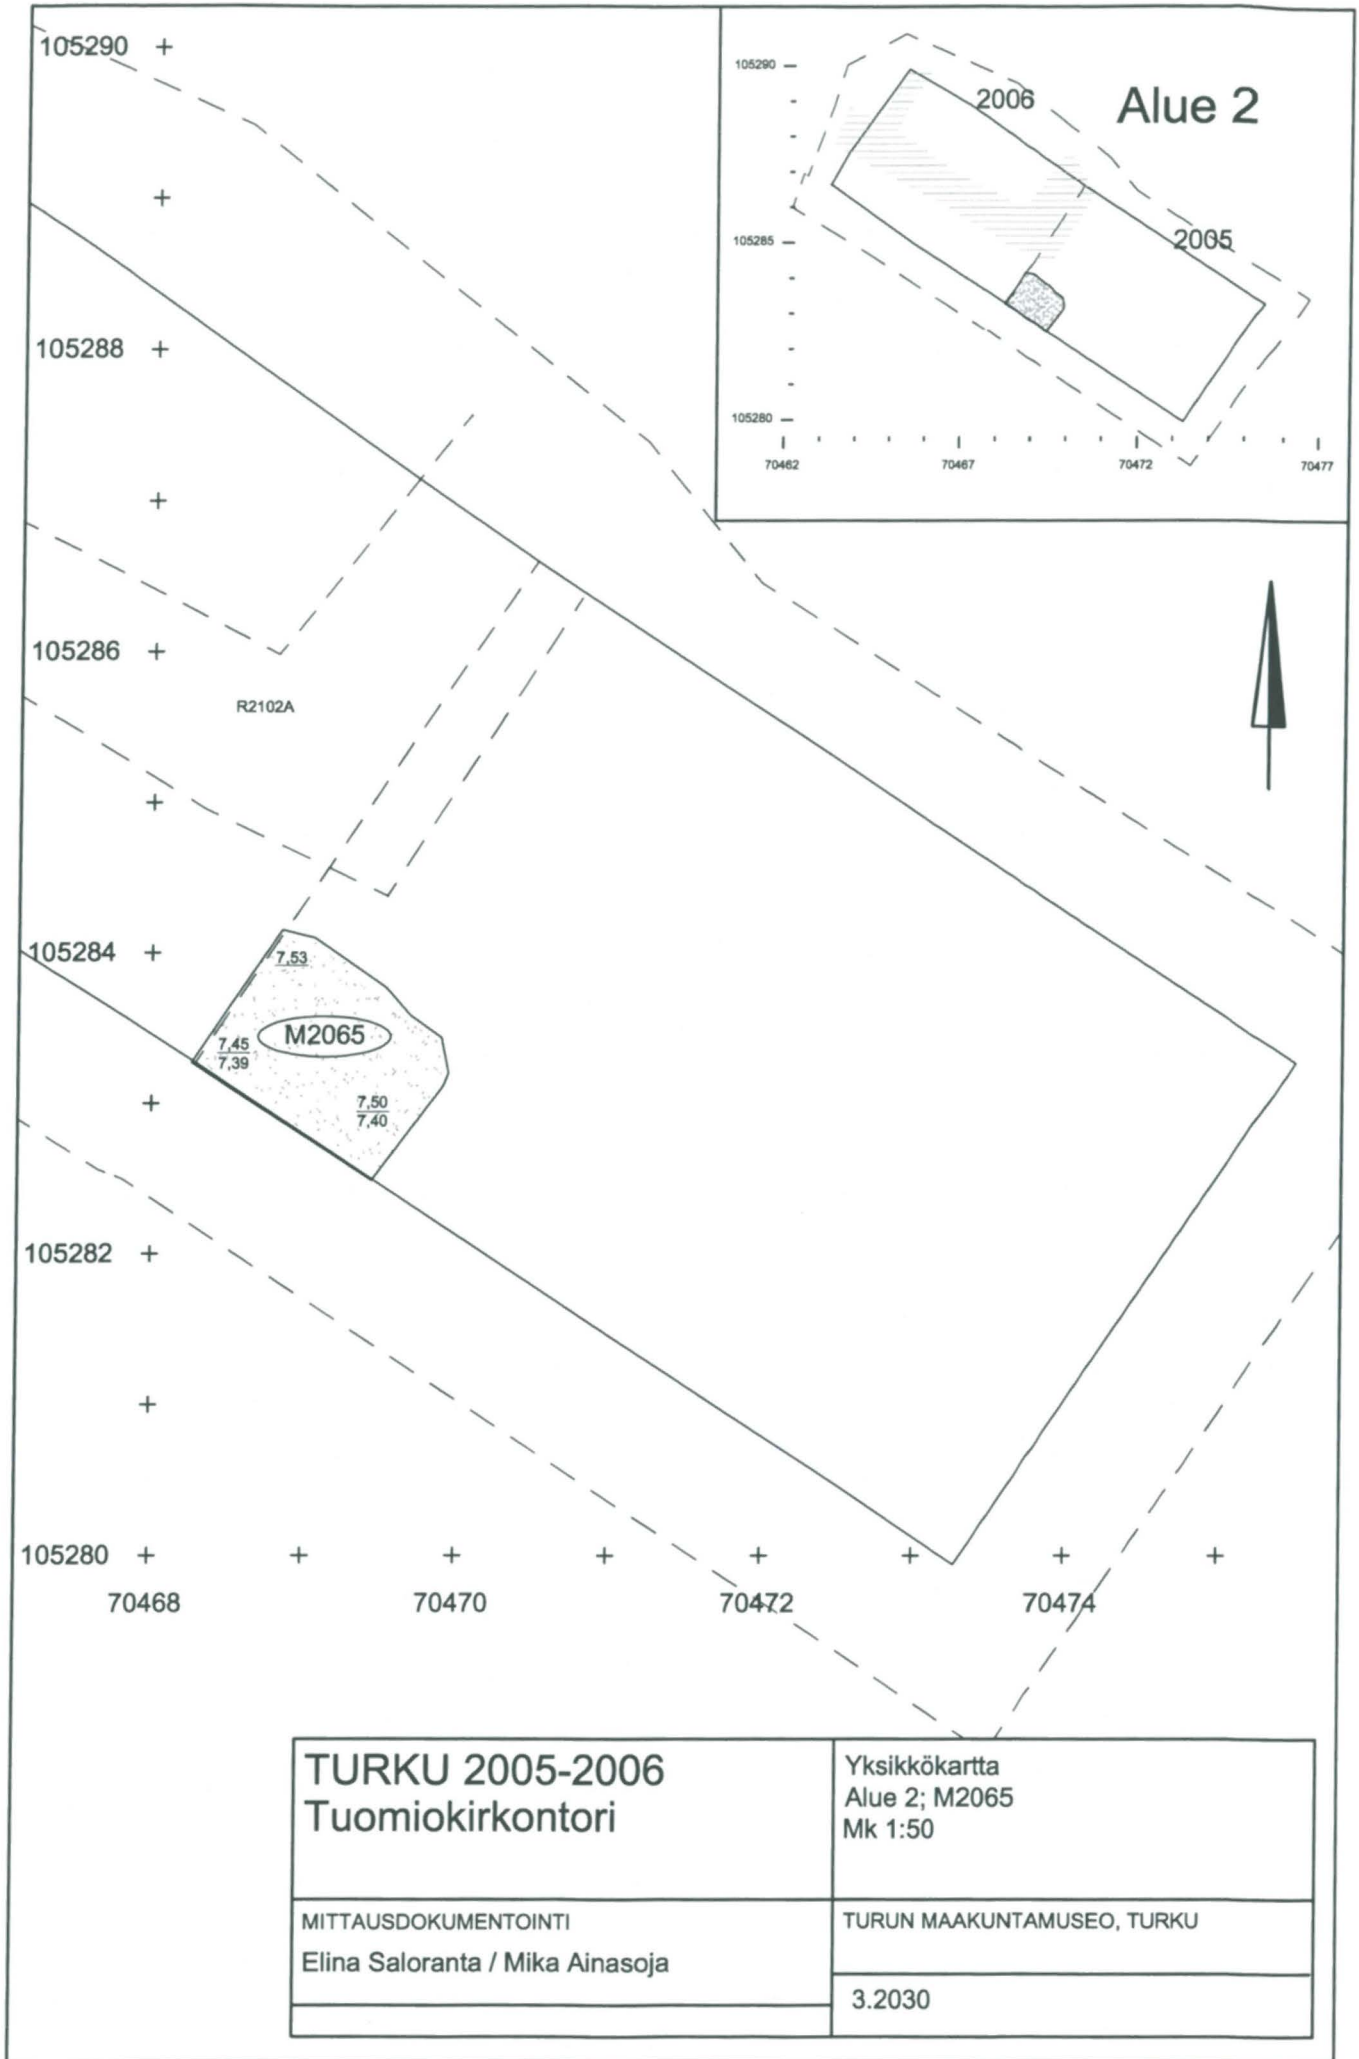 105290
105288
105286
105284
105282
105280
70468
70470
70472
70474
R2102A
7,53
M2065
7,45
7,39
7,50
7,40
Alue 2
2006
2005
105290
105285
105280
70462
70467
70472
70477
TURKU 2005-2006
Tuomiokirkontori
Yksikkökartta
Alue 2; M2065
Mk 1:50
MITTAUSDOKUMENTOINTI
Elina Saloranta / Mika Ainasoja
TURUN MAAKUNTAMUSEO, TURKU
3.2030